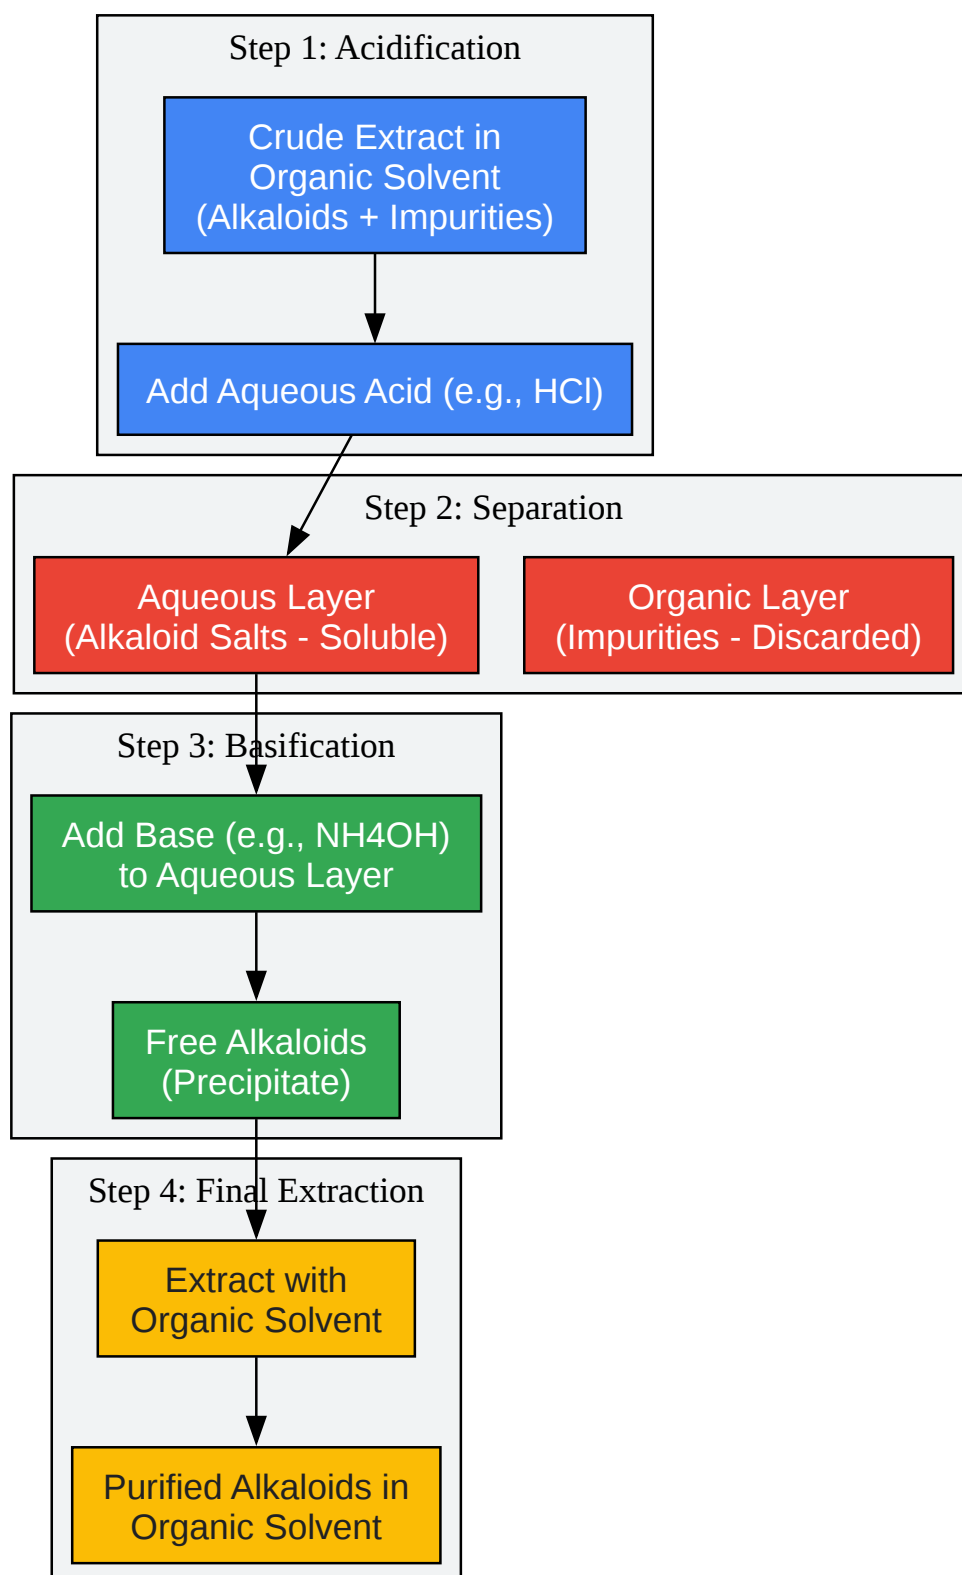 Step 1: Acidification
Crude Extract in
Organic Solvent
(Alkaloids + Impurities)
Add Aqueous Acid (e.g., HCl)
Step 2: Separation
Aqueous Layer
(Alkaloid Salts - Soluble)
Organic Layer
(Impurities - Discarded)
Step 3: Basification
Add Base (e.g., NH4OH)
to Aqueous Layer
Free Alkaloids
(Precipitate)
Step 4: Final Extraction
Extract with
Organic Solvent
Purified Alkaloids in
Organic Solvent